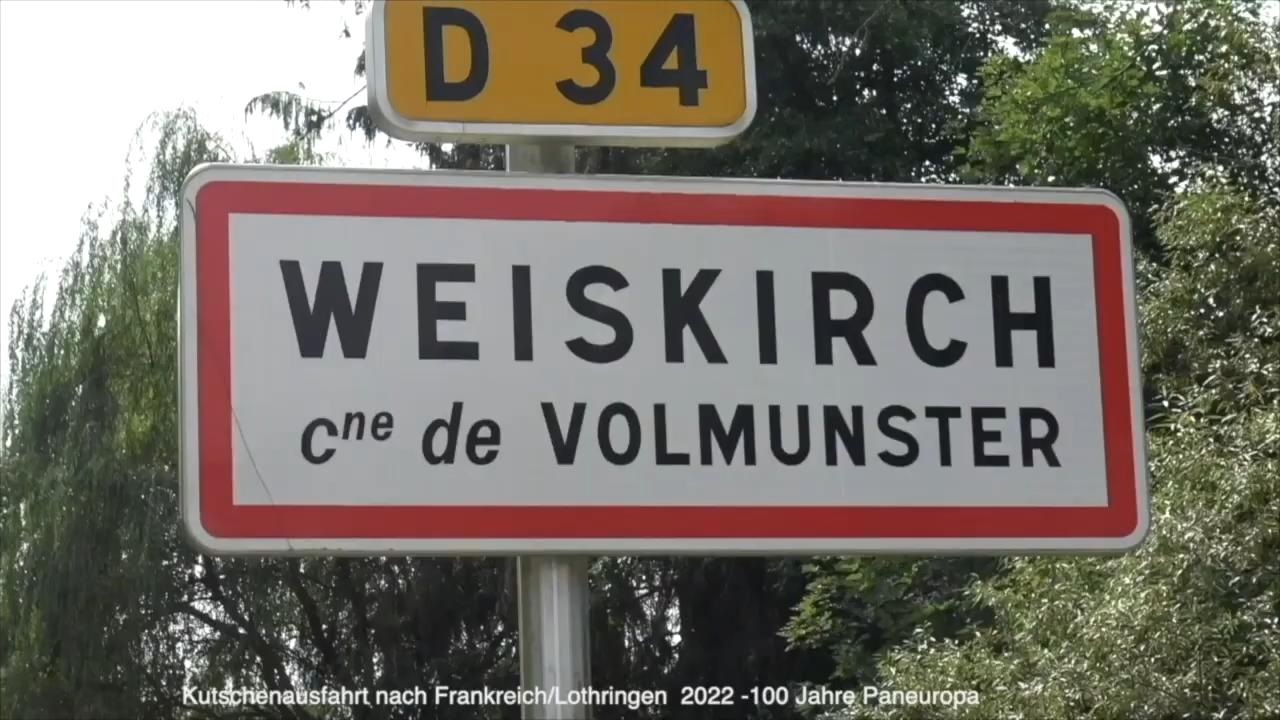 D 34
WEISKIRCH
cne de VOLMUNSTER
Kutschenausfahrt nach Frankreich/Lothringen 2022 -100 Jahre Paneuropa